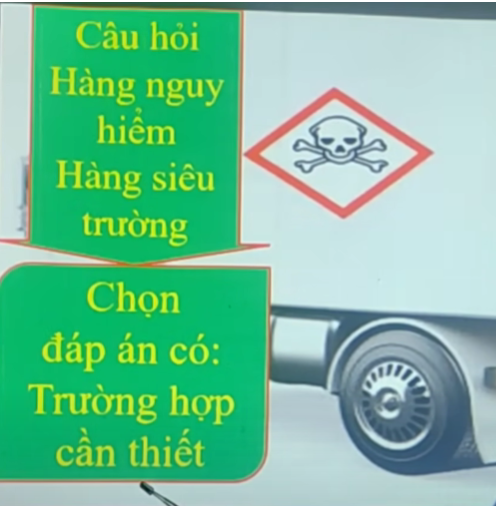 Câu hỏi
Hàng nguy
hiểm
Hàng siêu
trường
Chọn
đáp án có:
Trường hợp
cần thiết